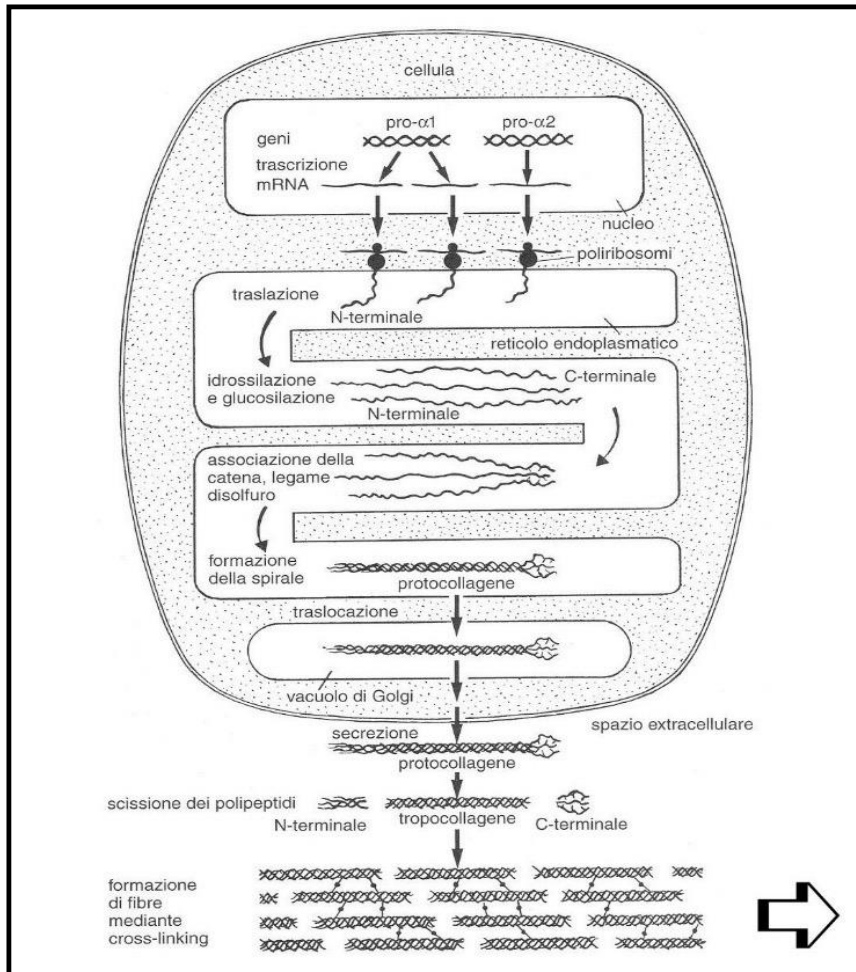 cellula
pro-α1 pro-α2
geni
trascrizione
mRNA
nucleo
poliribosomi
traslazione
N-terminale
reticolo endoplasmatico
idrossilazione
e glucosilazione
C-terminale
N-terminale
associazione della
catena, legame
disolfuro
formazione
della spirale
protocollagene
traslocazione
vacuolo di Golgi
spazio extracellulare
secrezione
protocollagene
scissione dei polipeptidi
N-terminale tropocollagene C-terminale
formazione
di fibre
mediante
cross-linking